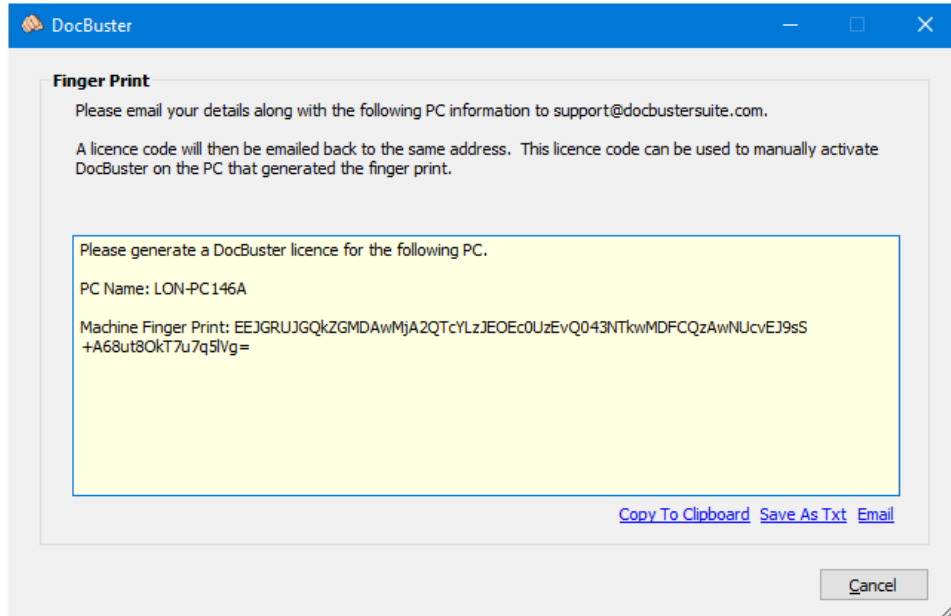 DocBuster
Finger Print
Please email your details along with the following PC information to support@docbustersuite.com.
A licence code will then be emailed back to the same address.  This licence code can be used to manually activate
DocBuster on the PC that generated the finger print.
Please generate a DocBuster licence for the following PC.
PC Name: LON-PC146A
Machine Finger Print: EEJGRUJGQkZGMDAwMjA2QTcYLzJEOEc0UzEvQ043NTkwMDFCQzAwNUcvEJ9sS
+A68ut8OkT7u7q5lVg=
Copy To Clipboard Save As Txt Email
Cancel